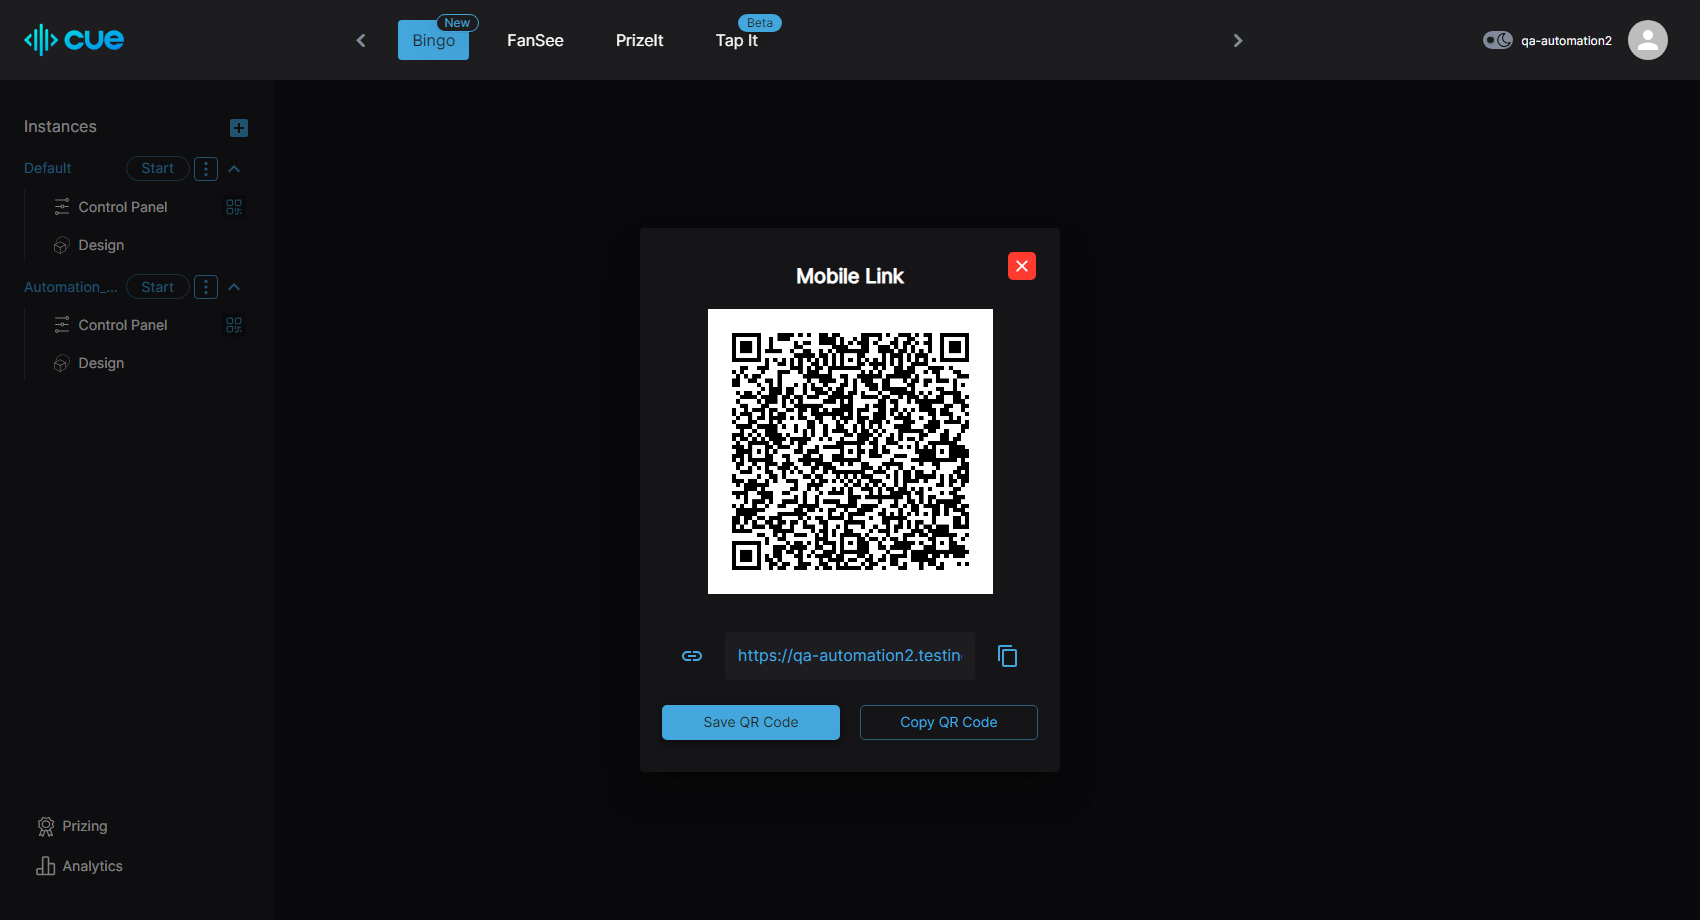 cue
Bingo
New
FanSee
PrizeIt
Tap It
Beta
qa-automation2
Instances
Default
Start
Control Panel
Design
Automation_...
Start
Control Panel
Design
Prizing
Analytics
Mobile Link
https://qa-automation2.testin
Save QR Code
Copy QR Code